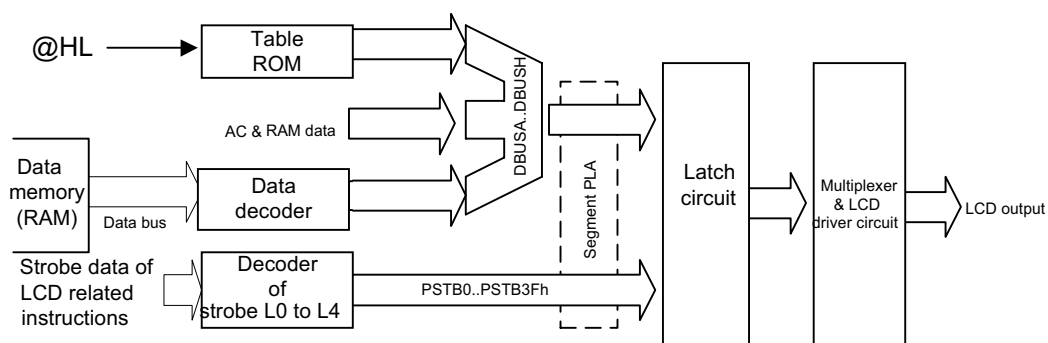 @HL
Table
ROM
DBUSA..DBUSH
AC & RAM data
Data
memory
(RAM)
Data bus
Data
decoder
Segment PLA
Latch
circuit
Multiplexer
& LCD
driver circuit
LCD output
Strobe data of
LCD related
instructions
Decoder
of
strobe L0 to L4
PSTB0..PSTB3Fh